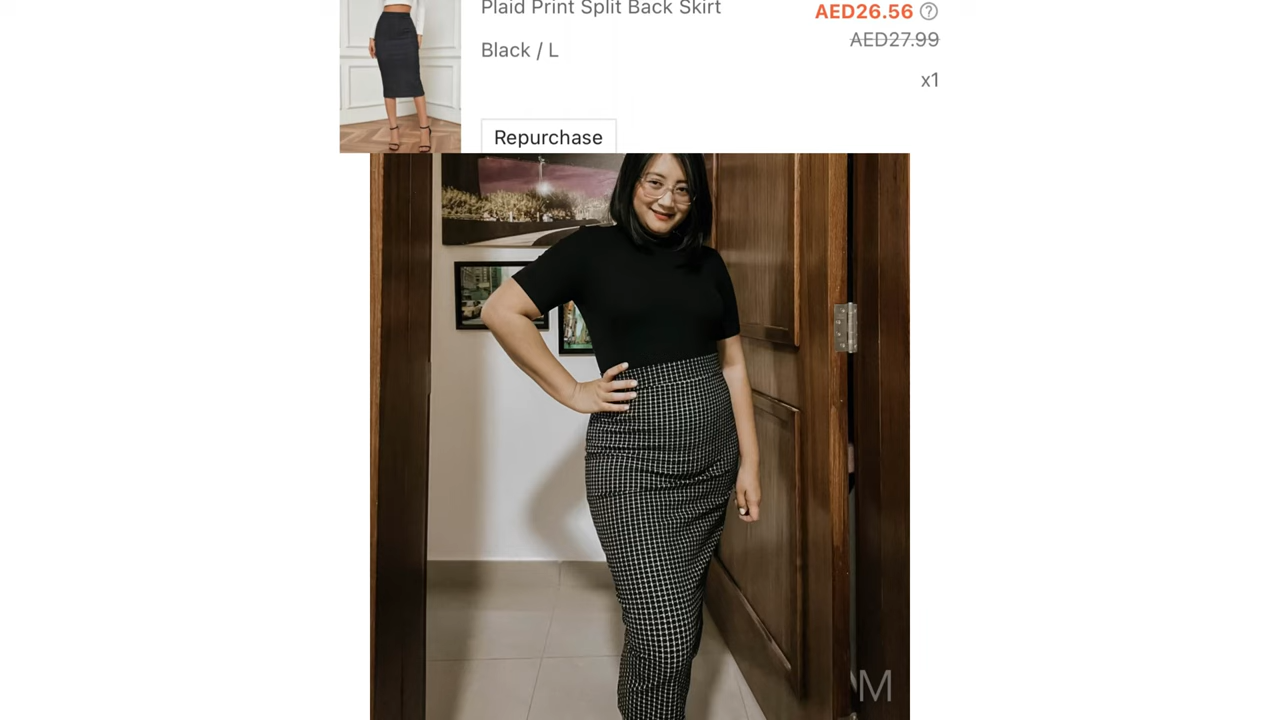 Plaid Print Split Back Skirt
AED26.56 ?
AED27.99
Black / L
x1
Repurchase
M